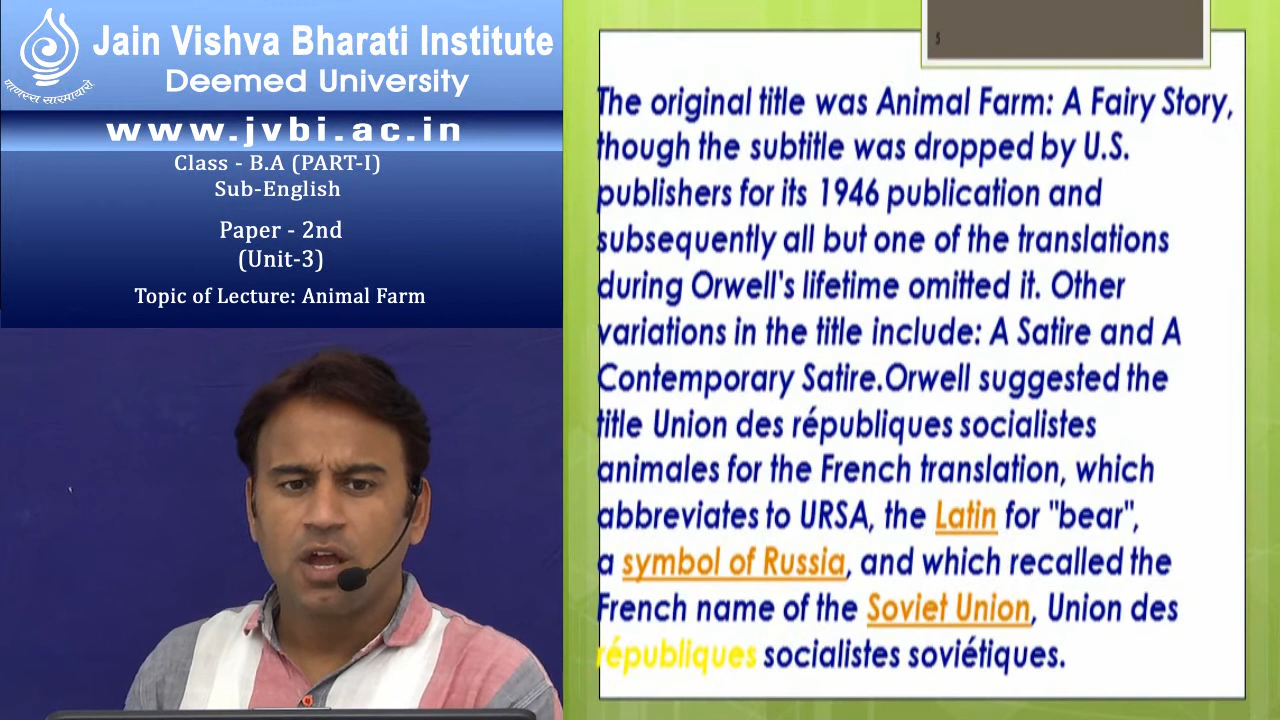 Jain Vishva Bharati Institute
Deemed University
www.jvbi.ac.in
Class - B.A (PART-I)
Sub-English
Paper - 2nd
(Unit-3)
Topic of Lecture: Animal Farm
5
The original title was Animal Farm: A Fairy Story,
though the subtitle was dropped by U.S.
publishers for its 1946 publication and
subsequently all but one of the translations
during Orwell's lifetime omitted it. Other
variations in the title include: A Satire and A
Contemporary Satire.Orwell suggested the
title Union des républiques socialistes
animales for the French translation, which
abbreviates to URSA, the Latin for "bear",
a symbol of Russia, and which recalled the
French name of the Soviet Union, Union des
républiques socialistes soviétiques.